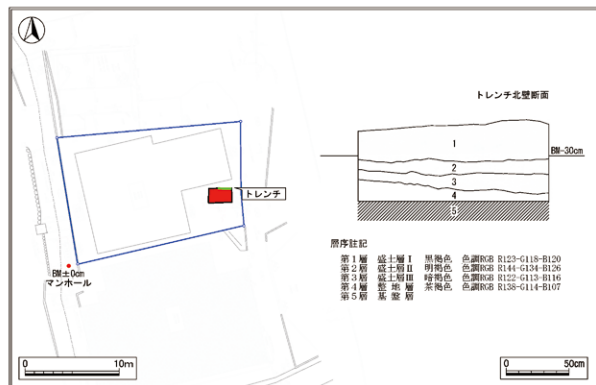 トレンチ北壁断面
1
BM-30cm
2
3
4
5
トレンチ
BM±0cm
マンホール
層序註記
第1層 盛土層Ⅰ 黒褐色 色調RGB R123-G118-B120
第2層 盛土層Ⅱ 明褐色 色調RGB R144-G134-B126
第3層 盛土層Ⅲ 暗褐色 色調RGB R122-G113-B116
第4層 整地層 茶褐色 色調RGB R138-G114-B107
第5層 基盤層
0 10m
0 50cm